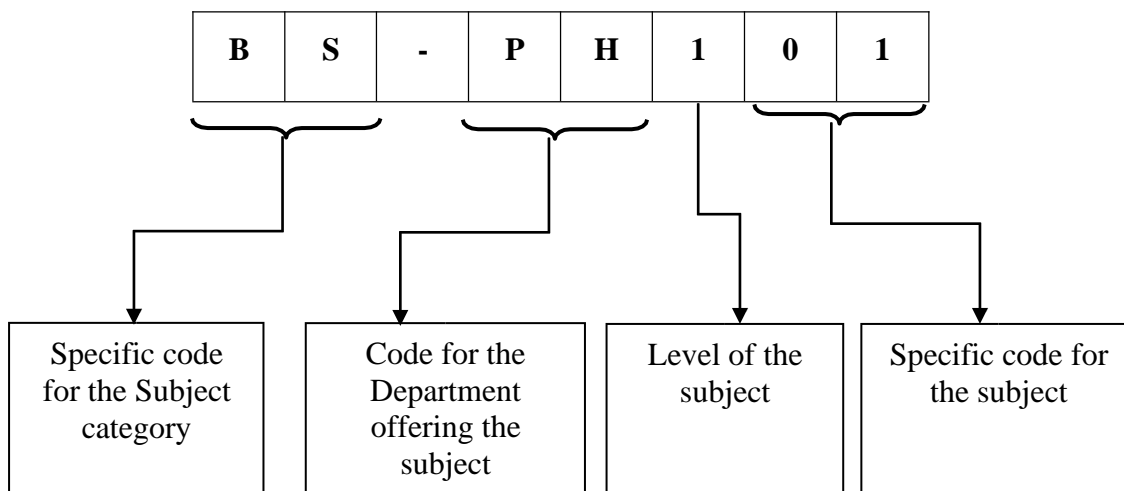 B S - P H 1 0 1
Specific code
for the Subject
category
Code for the
Department
offering the
subject
Level of the
subject
Specific code for
the subject